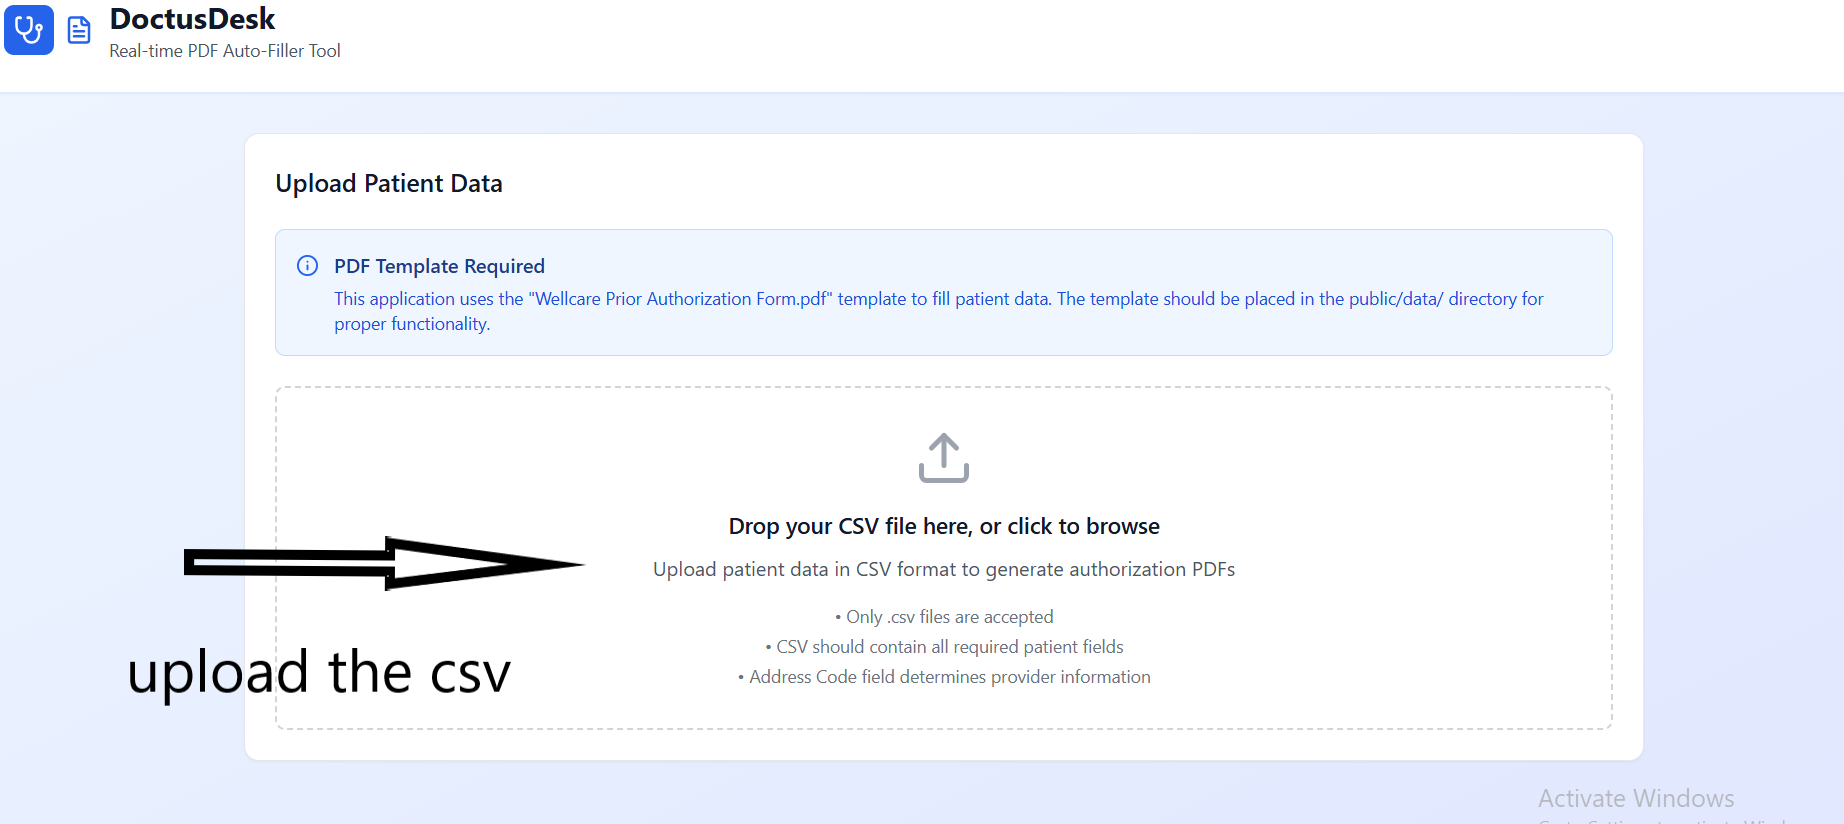 DoctusDesk
Real-time PDF Auto-Filler Tool
Upload Patient Data
PDF Template Required
This application uses the "Wellcare Prior Authorization Form.pdf" template to fill patient data. The template should be placed in the public/data/ directory for
proper functionality.
Drop your CSV file here, or click to browse
Upload patient data in CSV format to generate authorization PDFs
• Only .csv files are accepted
• CSV should contain all required patient fields
• Address Code field determines provider information
upload the csv
Activate Windows